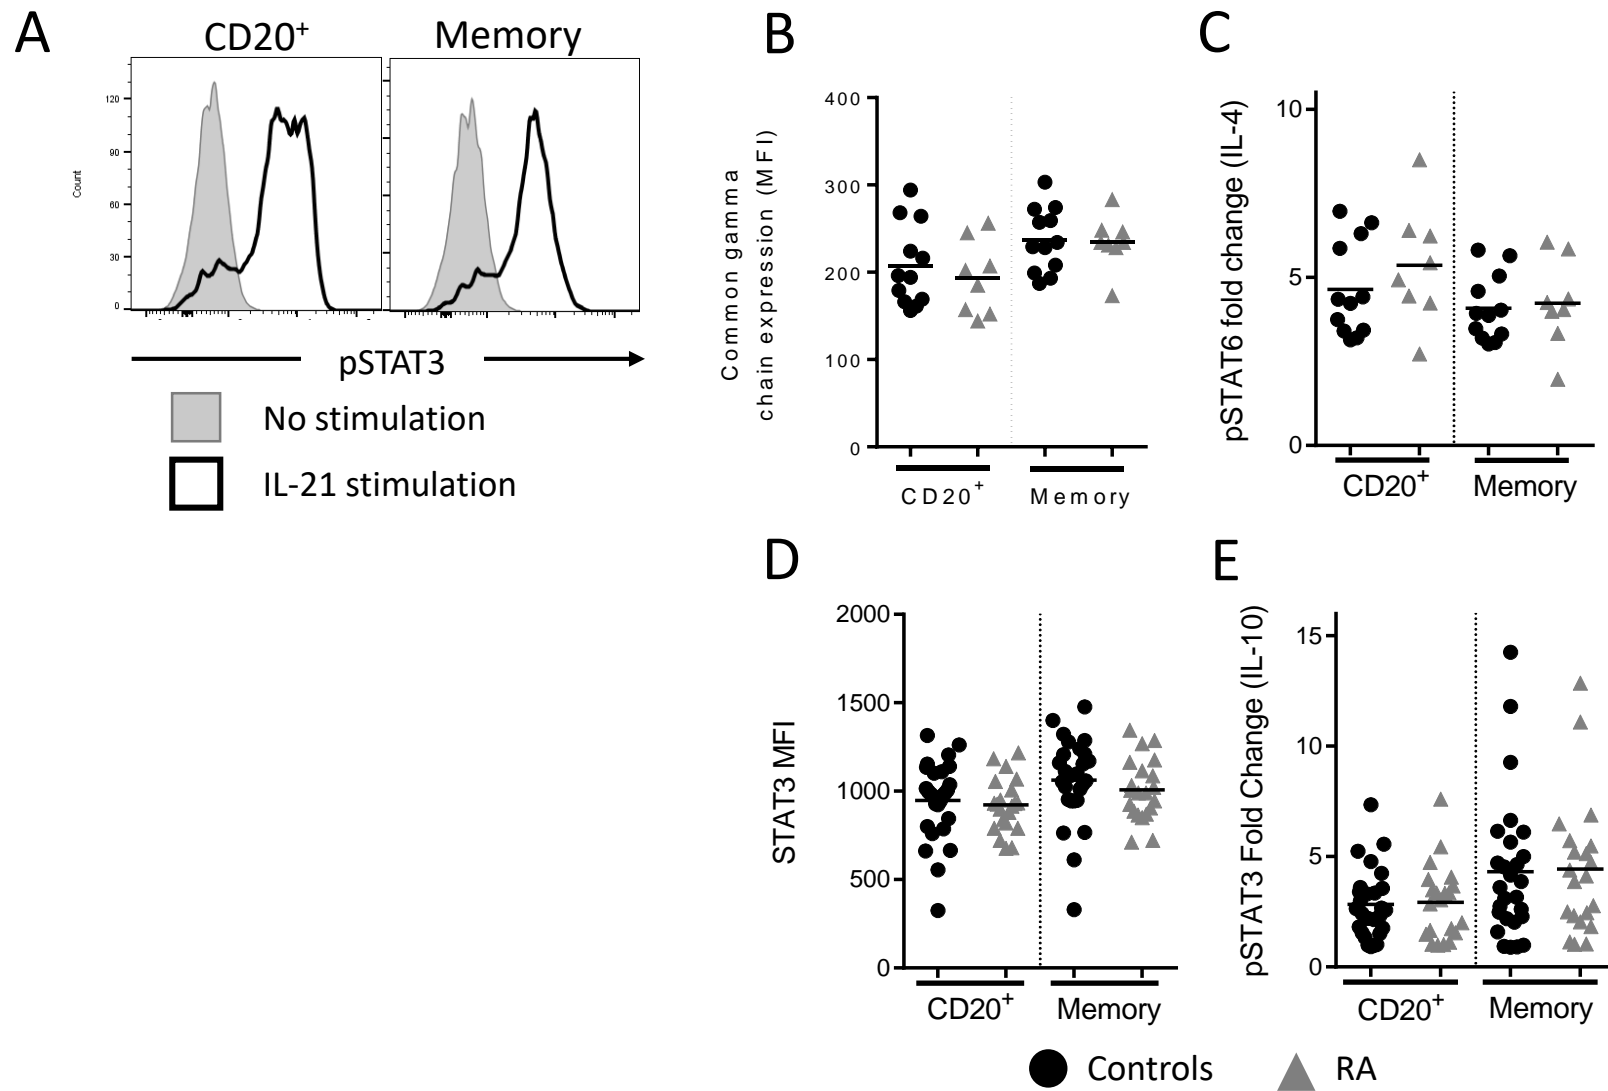 A
CD20+
Memory
Count
120
90
60
30
0
pSTAT3
No stimulation
IL-21 stimulation
B
Common gamma
chain expression (MFI)
400
300
200
100
0
CD20+
Memory
C
pSTAT6 fold change (IL-4)
10
5
0
CD20+
Memory
D
STAT3 MFI
2000
1500
1000
500
0
CD20+
Memory
E
pSTAT3 Fold Change (IL-10)
15
10
5
0
CD20+
Memory
Controls
RA